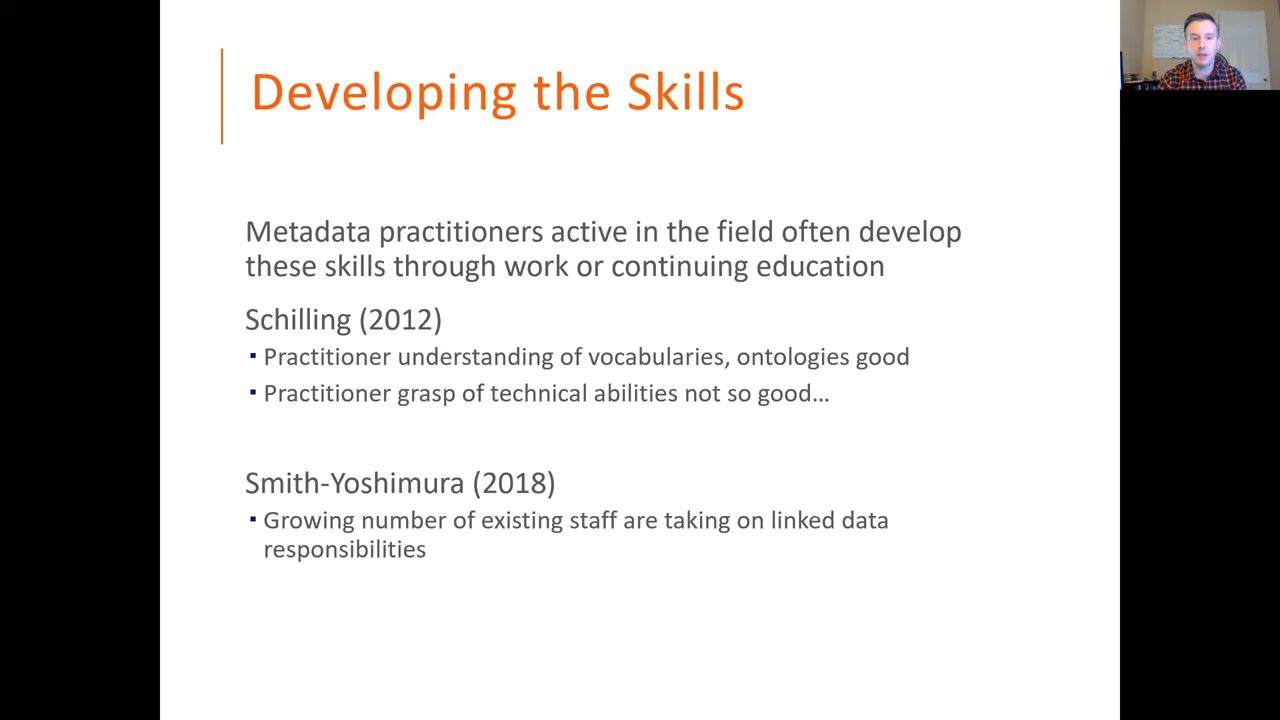 Developing the Skills
Metadata practitioners active in the field often develop
these skills through work or continuing education
Schilling (2012)
▪ Practitioner understanding of vocabularies, ontologies good
▪ Practitioner grasp of technical abilities not so good…
Smith-Yoshimura (2018)
▪ Growing number of existing staff are taking on linked data
responsibilities